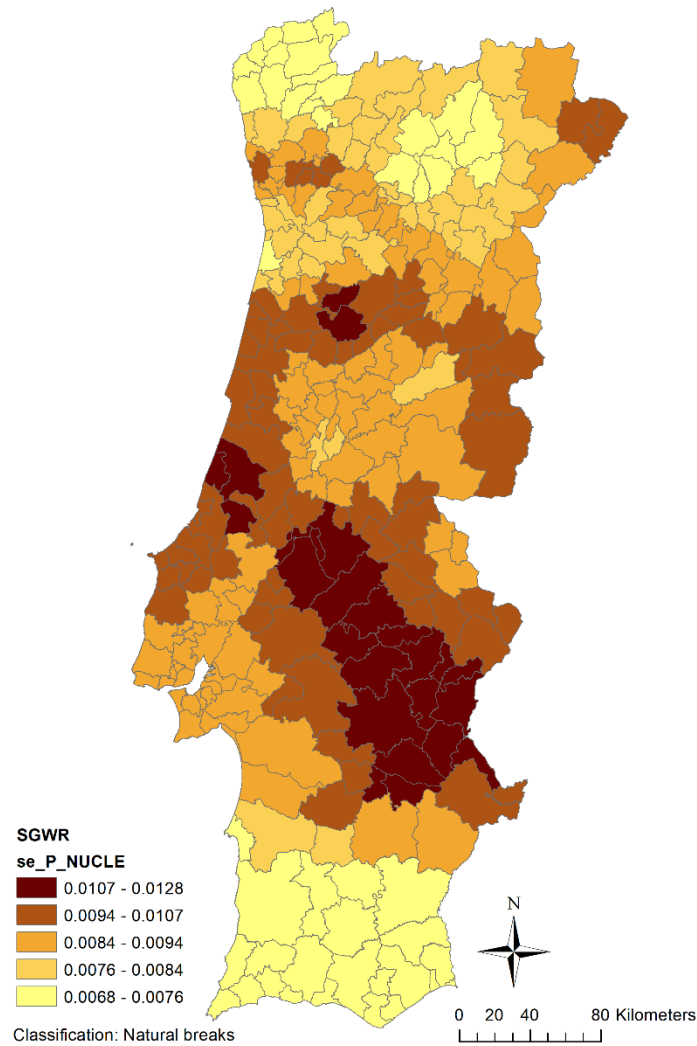 SGWR
se_P_NUCLE
0.0107 - 0.0128
0.0094 - 0.0107
0.0084 - 0.0094
0.0076 - 0.0084
0.0068 - 0.0076
Classification: Natural breaks
N
0 20 40 80 Kilometers